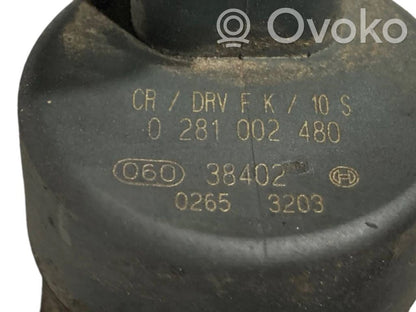 Ovoko
CR / DRV F K / 10 S
0 281 002 480
060 38402 H
0265 3203